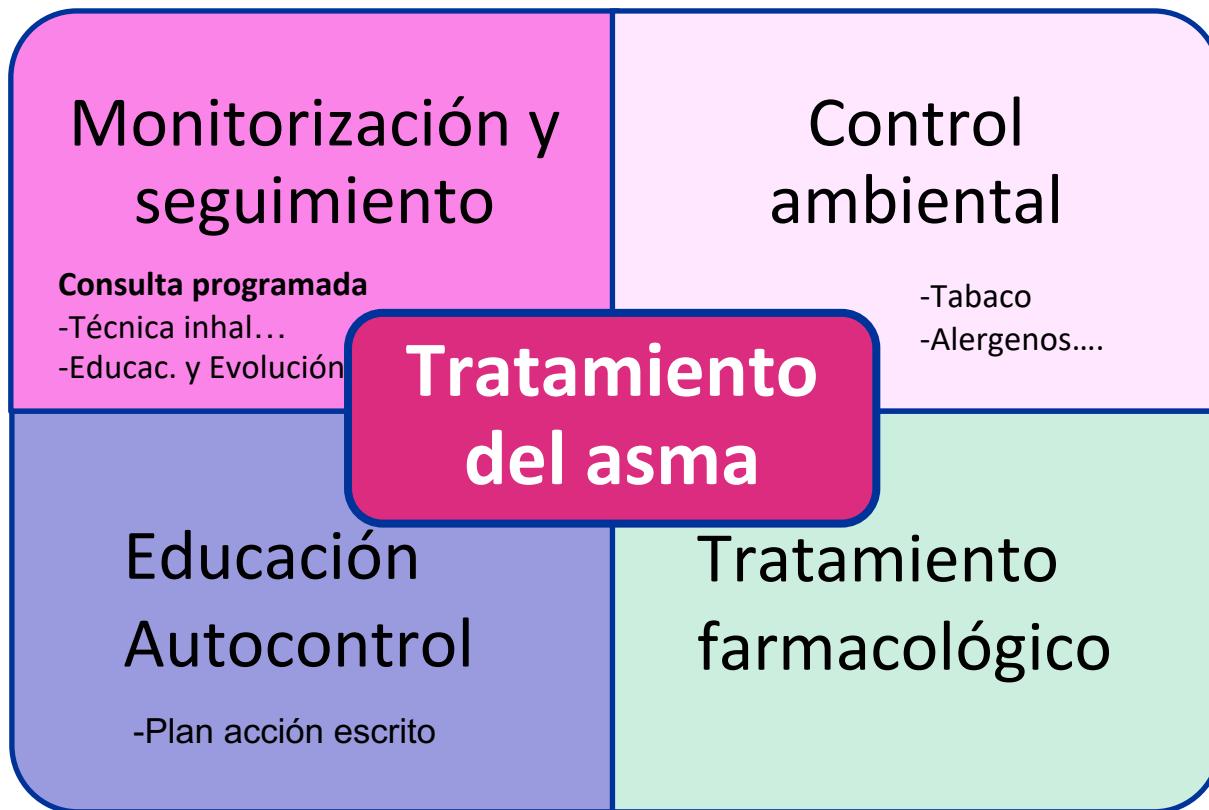 Monitorización y
seguimiento
Consulta programada
-Técnica inhal…
-Educac. y Evolución
Control
ambiental
-Tabaco
-Alergenos….
Tratamiento
del asma
Educación
Autocontrol
-Plan acción escrito
Tratamiento
farmacológico